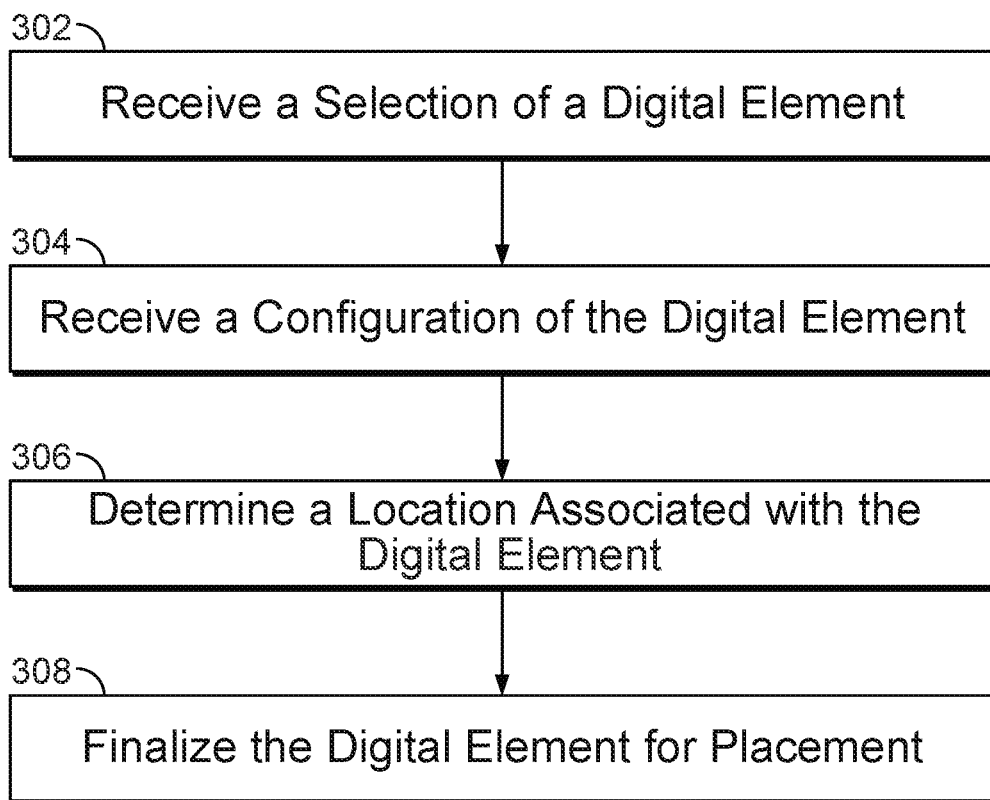 302
Receive a Selection of a Digital Element
304
Receive a Configuration of the Digital Element
306
Determine a Location Associated with the
Digital Element
308
Finalize the Digital Element for Placement